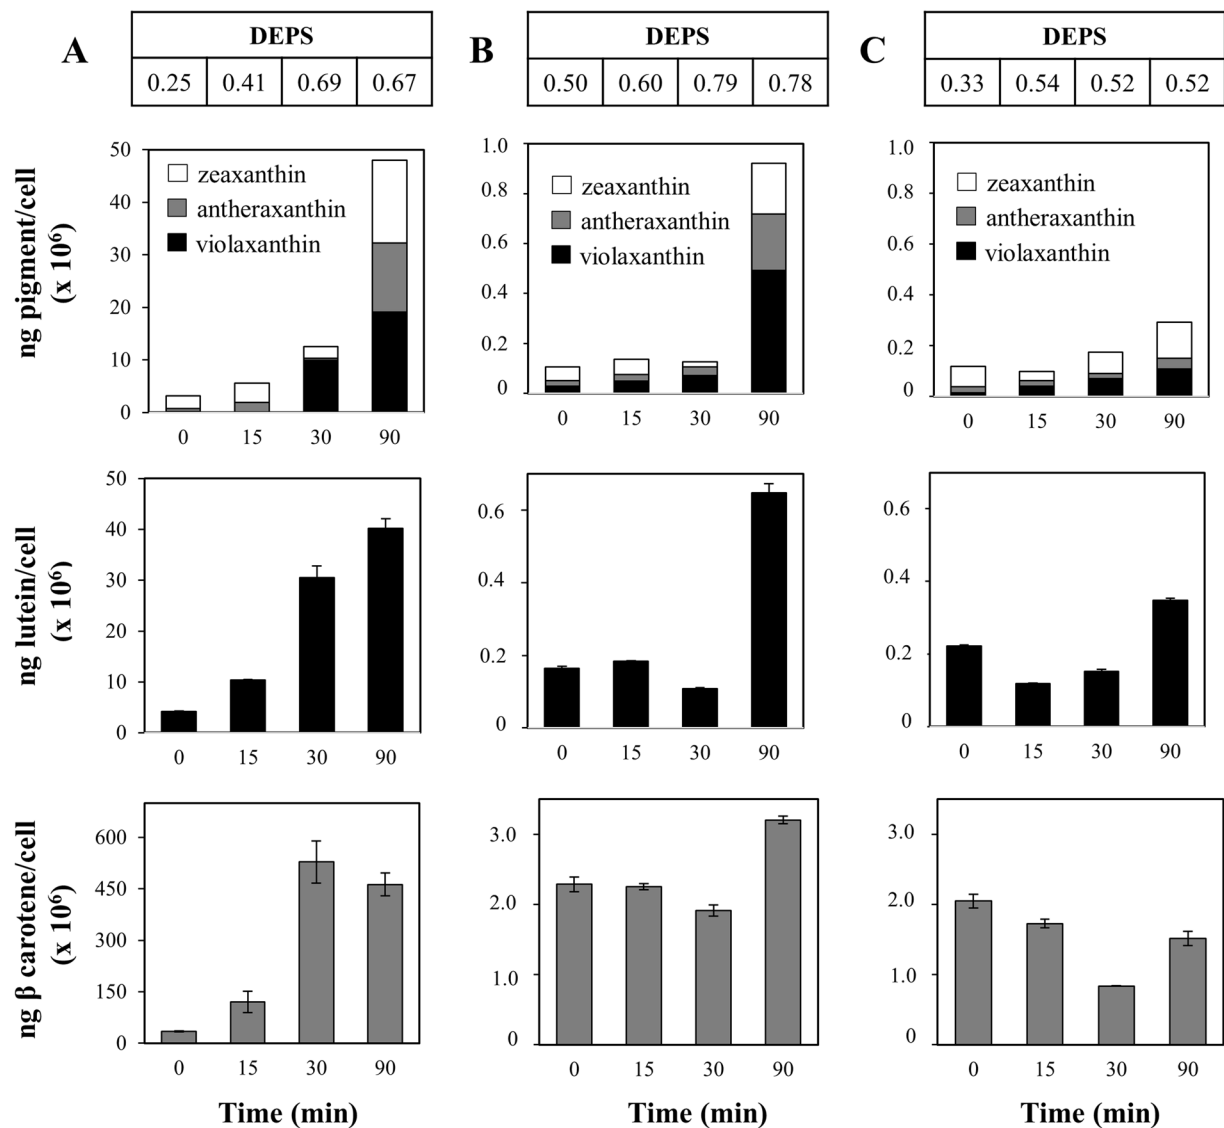 A
DEPS
0.25 0.41 0.69 0.67
B
DEPS
0.50 0.60 0.79 0.78
C
DEPS
0.33 0.54 0.52 0.52
ng pigment/cell
(x 10⁶)
50
40
30
20
10
0
zeaxanthin
antheraxanthin
violaxanthin
0 15 30 90
1.0
0.8
0.6
0.4
0.2
0
zeaxanthin
antheraxanthin
violaxanthin
0 15 30 90
1.0
0.8
0.6
0.4
0.2
0
zeaxanthin
antheraxanthin
violaxanthin
0 15 30 90
ng lutein/cell
(x 10⁶)
50
40
30
20
10
0
0 15 30 90
0.6
0.4
0.2
0
0 15 30 90
0.6
0.4
0.2
0
0 15 30 90
ng β carotene/cell
(x 10⁶)
600
450
300
150
0
0 15 30 90
Time (min)
3.0
2.0
1.0
0
0 15 30 90
Time (min)
3.0
2.0
1.0
0
0 15 30 90
Time (min)